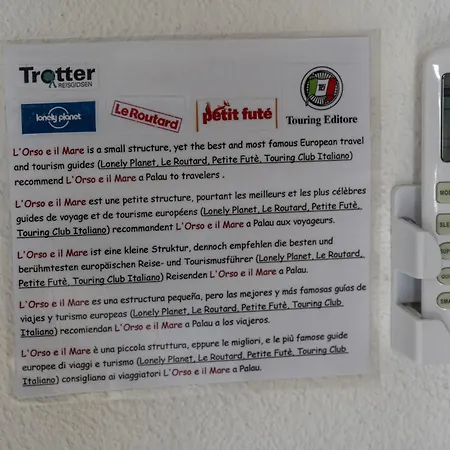 Trotter
REISGIDSEN
lonely planet
Le Routard
petit futé
Touring Editore
L'Orso e il Mare is a small structure, yet the best and most famous European travel
and tourism guides (Lonely Planet, Le Routard, Petite Futè, Touring Club Italiano)
recommend L'Orso e il Mare a Palau to travelers .
L'Orso e il Mare est une petite structure, pourtant les meilleurs et les plus célèbres
guides de voyage et de tourisme européens (Lonely Planet, Le Routard, Petite Futè,
Touring Club Italiano) recommandent L'Orso e il Mare a Palau aux voyageurs.
L'Orso e il Mare ist eine kleine Struktur, dennoch empfehlen die besten und
berühmtesten europäischen Reise- und Tourismusführer (Lonely Planet, Le Routard,
Petite Futè, Touring Club Italiano) Reisenden L'Orso e il Mare a Palau.
L'Orso e il Mare es una estructura pequeña, pero las mejores y más famosas guías de
viajes y turismo europeas (Lonely Planet, Le Routard, Petite Futè, Touring Club
Italiano) recomiendan L'Orso e il Mare a Palau a los viajeros.
L'Orso e il Mare è una piccola struttura, eppure le migliori, e le più famose guide
europee di viaggi e turismo (Lonely Planet, Le Routard, Petite Futè, Touring Club
Italiano) consigliano ai viaggiatori L'Orso e il Mare a Palau.